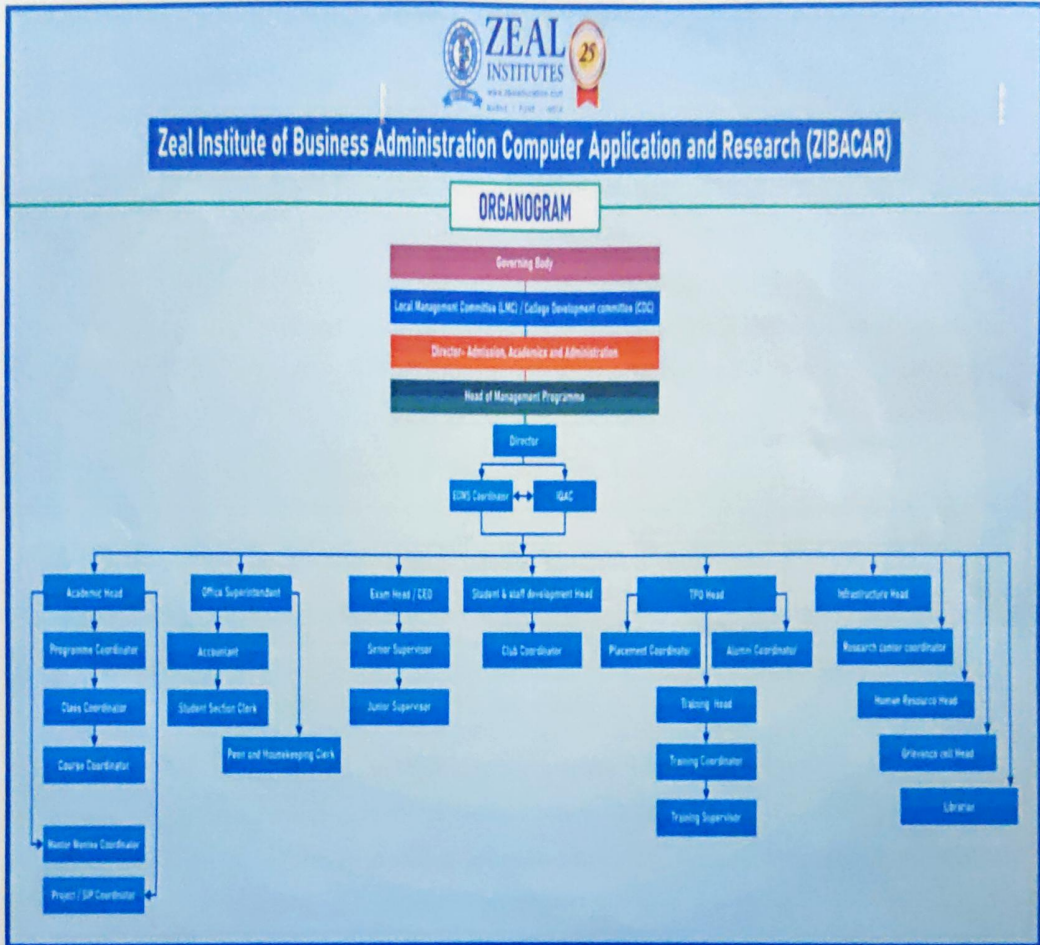 ZEAL
INSTITUTES
25
Zeal Institute of Business Administration Computer Application and Research (ZIBACAR)
ORGANOGRAM
Governing Body
Local Management Committee (LMC) / College Development committee (CDC)
Director- Admission, Academics and Administration
Head of Management Programme
Director
Coordinator
IQAC
Academic Head
Office Superintendent
Exam Head / CEO
Student & staff development Head
TPO Head
Infrastructure Head
Programme Coordinator
Accountant
Senior Supervisor
Club Coordinator
Placement Coordinator
Alumni Coordinator
Research center coordinator
Class Coordinator
Student Section Clerk
Junior Supervisor
Training Head
Human Resource Head
Course Coordinator
Peon and Housekeeping Clerk
Training Coordinator
Grievance cell Head
Training Supervisor
Librarian
Mentor Mentee Coordinator
Project / SIP Coordinator